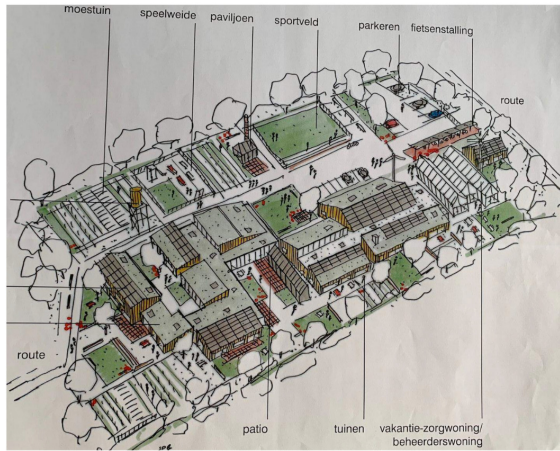 moestuin
speelweide
paviljoen
sportveld
parkeren
fietsenstalling
route
route
patio
tuinen
vakantie-zorgwoning/
beheerderswoning